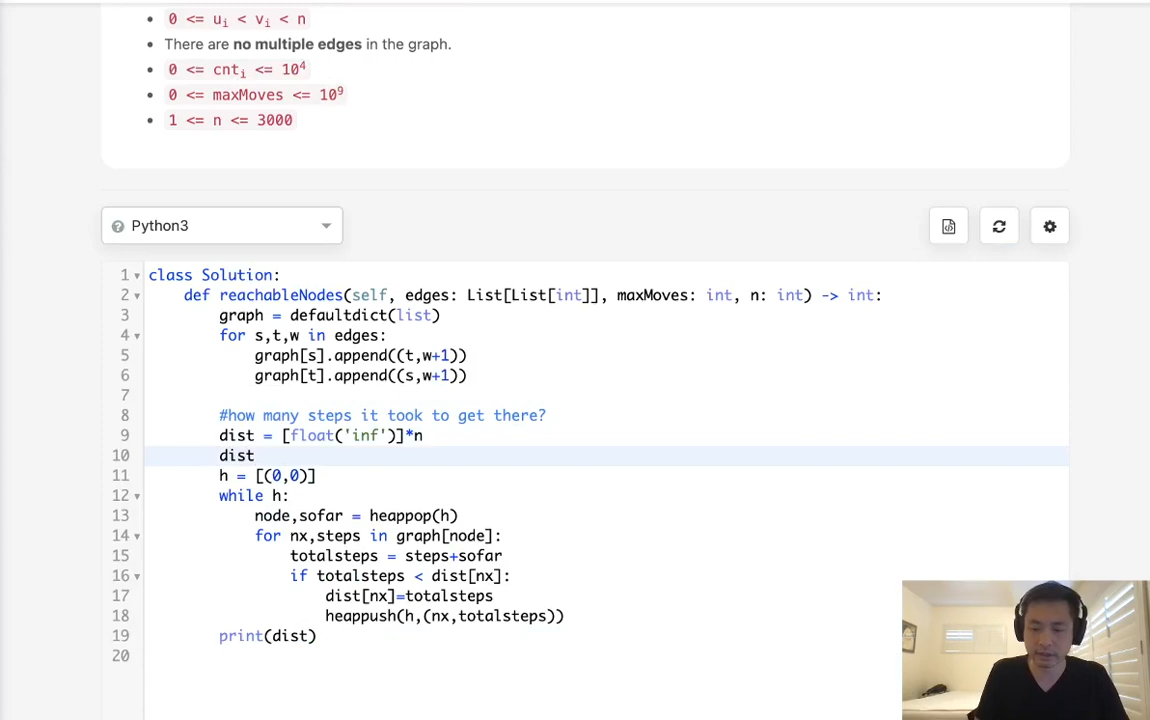 0 <= ui < vi < n
There are no multiple edges in the graph.
0 <= cnti <= 10^4
0 <= maxMoves <= 10^9
1 <= n <= 3000
Python3
1 class Solution:
2 def reachableNodes(self, edges: List[List[int]], maxMoves: int, n: int) -> int:
3 graph = defaultdict(list)
4 for s,t,w in edges:
5 graph[s].append((t,w+1))
6 graph[t].append((s,w+1))
7
8 #how many steps it took to get there?
9 dist = [float('inf')]*n
10 dist
11 h = [(0,0)]
12 while h:
13 node,sofar = heappop(h)
14 for nx,steps in graph[node]:
15 totalsteps = steps+sofar
16 if totalsteps < dist[nx]:
17 dist[nx]=totalsteps
18 heappush(h,(nx,totalsteps))
19 print(dist)
20